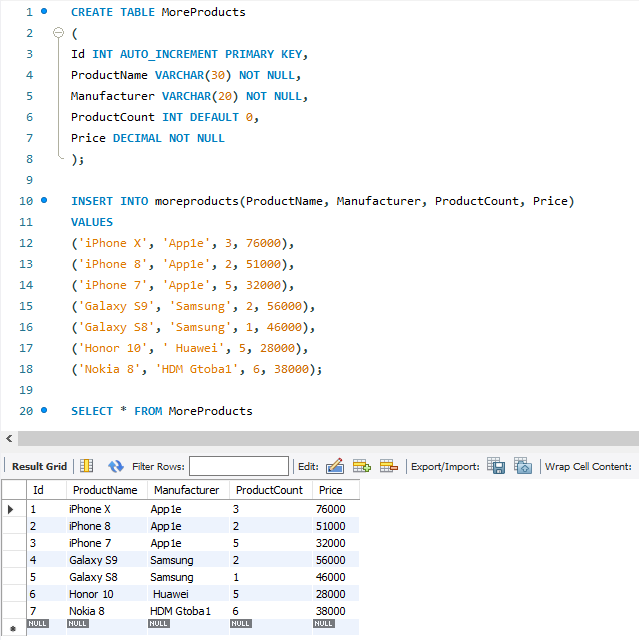 1 CREATE TABLE MoreProducts
2 (
3 Id INT AUTO_INCREMENT PRIMARY KEY,
4 ProductName VARCHAR(30) NOT NULL,
5 Manufacturer VARCHAR(20) NOT NULL,
6 ProductCount INT DEFAULT 0,
7 Price DECIMAL NOT NULL
8 );
9
10 INSERT INTO moreproducts(ProductName, Manufacturer, ProductCount, Price)
11 VALUES
12 ('iPhone X', 'App1e', 3, 76000),
13 ('iPhone 8', 'App1e', 2, 51000),
14 ('iPhone 7', 'App1e', 5, 32000),
15 ('Galaxy S9', 'Samsung', 2, 56000),
16 ('Galaxy S8', 'Samsung', 1, 46000),
17 ('Honor 10', ' Huawei', 5, 28000),
18 ('Nokia 8', 'HDM Gtoba1', 6, 38000);
19
20 SELECT * FROM MoreProducts
Result Grid Filter Rows: Edit: Export/Import: Wrap Cell Content:
Id ProductName Manufacturer ProductCount Price
1 iPhone X App1e 3 76000
2 iPhone 8 App1e 2 51000
3 iPhone 7 App1e 5 32000
4 Galaxy S9 Samsung 2 56000
5 Galaxy S8 Samsung 1 46000
6 Honor 10 Huawei 5 28000
7 Nokia 8 HDM Gtoba1 6 38000
NULL NULL NULL NULL NULL